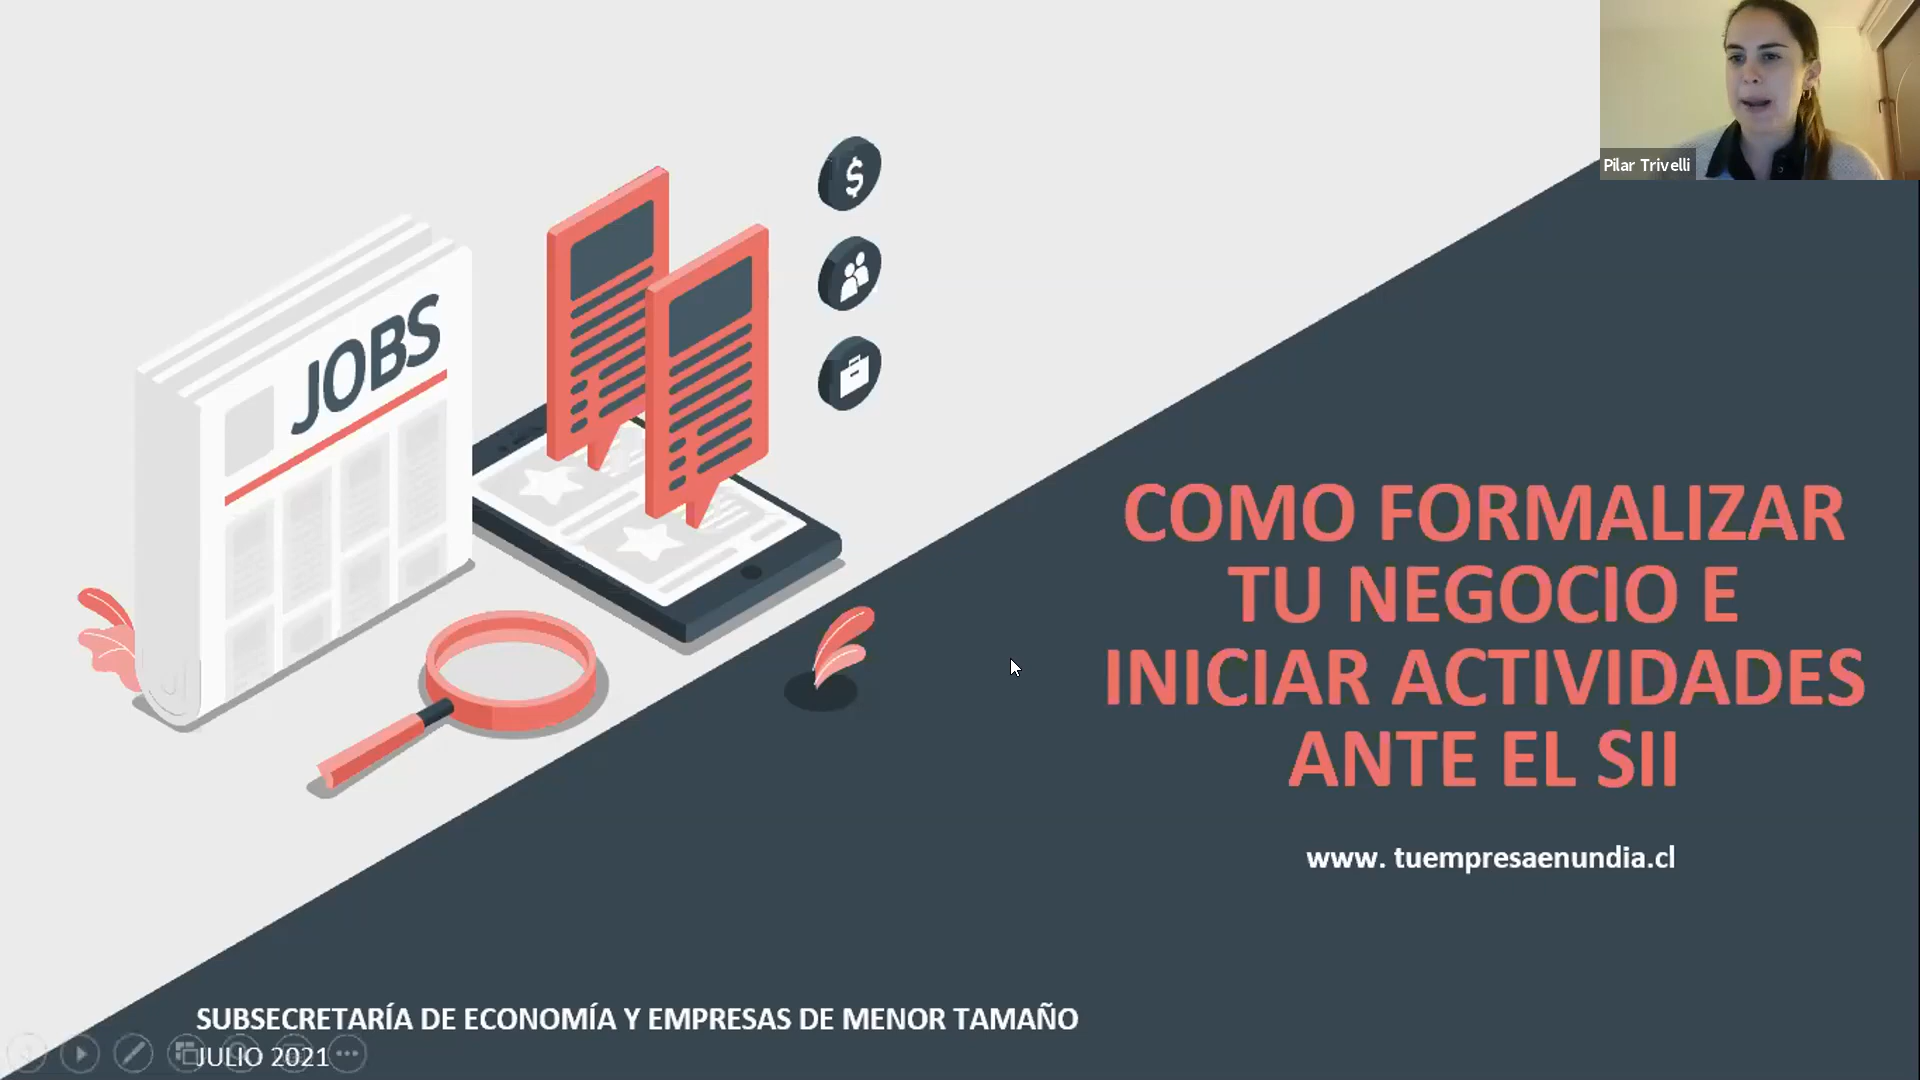 Pilar Trivelli
$
JOBS
COMO FORMALIZAR
TU NEGOCIO E
INICIAR ACTIVIDADES
ANTE EL SII
www. tuempresaenundia.cl
SUBSECRETARÍA DE ECONOMÍA Y EMPRESAS DE MENOR TAMAÑO
JULIO 2021